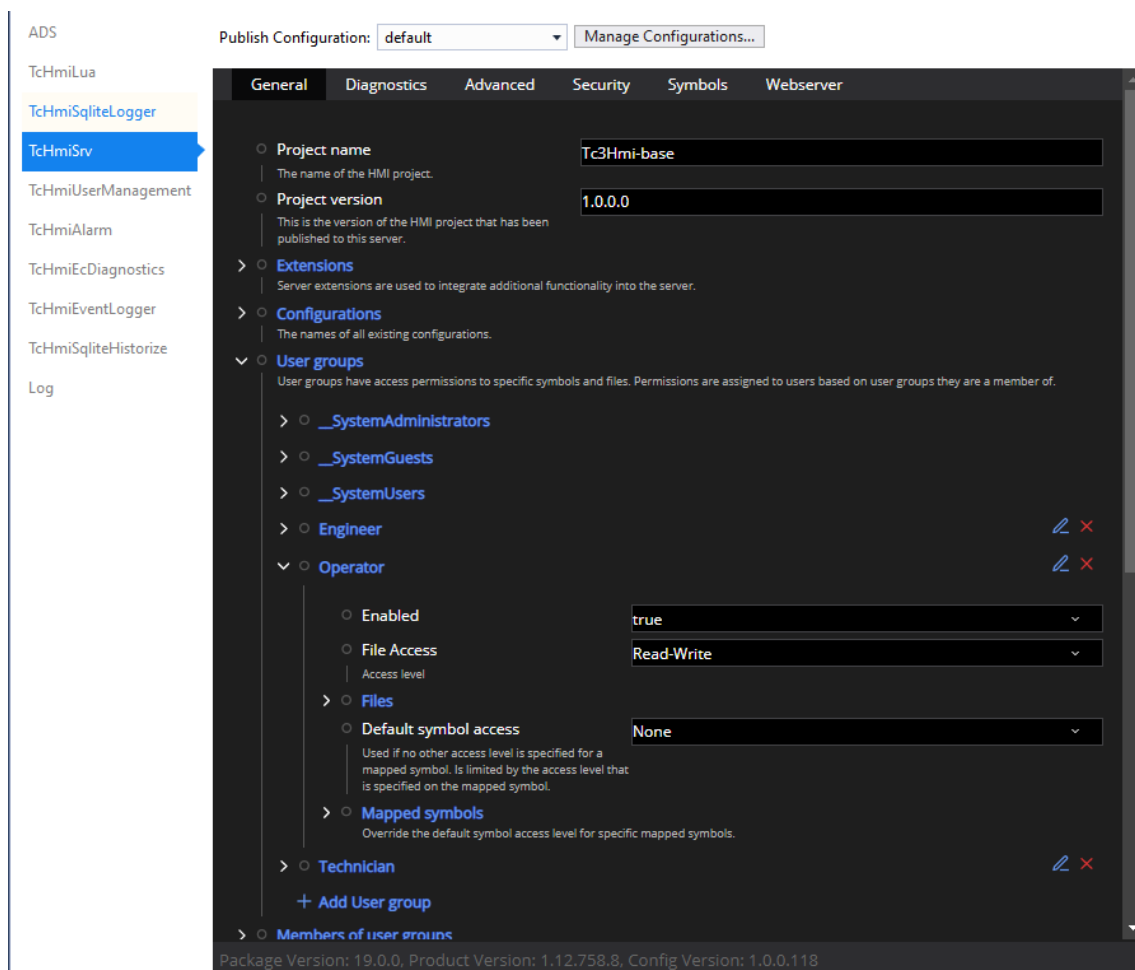 ADS
TcHmiLua
TcHmiSqliteLogger
TcHmiSrv
TcHmiUserManagement
TcHmiAlarm
TcHmiEcDiagnostics
TcHmiEventLogger
TcHmiSqliteHistorize
Log
Publish Configuration: default Manage Configurations...
General Diagnostics Advanced Security Symbols Webserver
Project name Tc3Hmi-base
The name of the HMI project.
Project version 1.0.0.0
This is the version of the HMI project that has been
published to this server.
Extensions
Server extensions are used to integrate additional functionality into the server.
Configurations
The names of all existing configurations.
User groups
User groups have access permissions to specific symbols and files. Permissions are assigned to users based on user groups they are a member of.
__SystemAdministrators
__SystemGuests
__SystemUsers
Engineer
Operator
Enabled true
File Access Read-Write
Access level
Files
Default symbol access None
Used if no other access level is specified for a
mapped symbol. Is limited by the access level that
is specified on the mapped symbol.
Mapped symbols
Override the default symbol access level for specific mapped symbols.
Technician
+ Add User group
Members of user groups
Package Version: 19.0.0, Product Version: 1.12.758.8, Config Version: 1.0.0.118